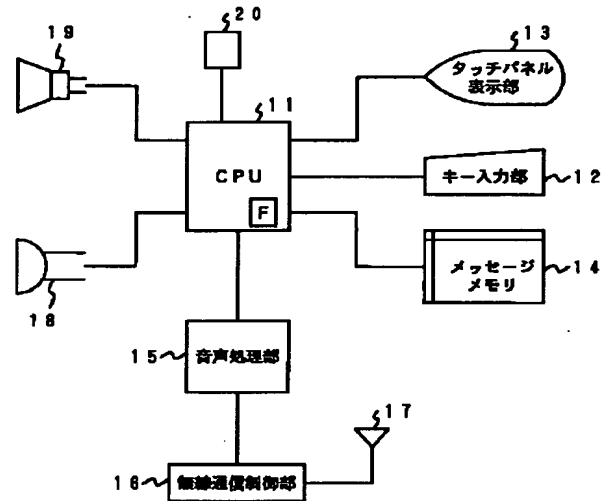 20
19
13
タッチパネル
表示部
11
CPU
F
キー入力部
12
メッセージ
メモリ
14
18
15
音声処理部
17
16
無線通信制御部